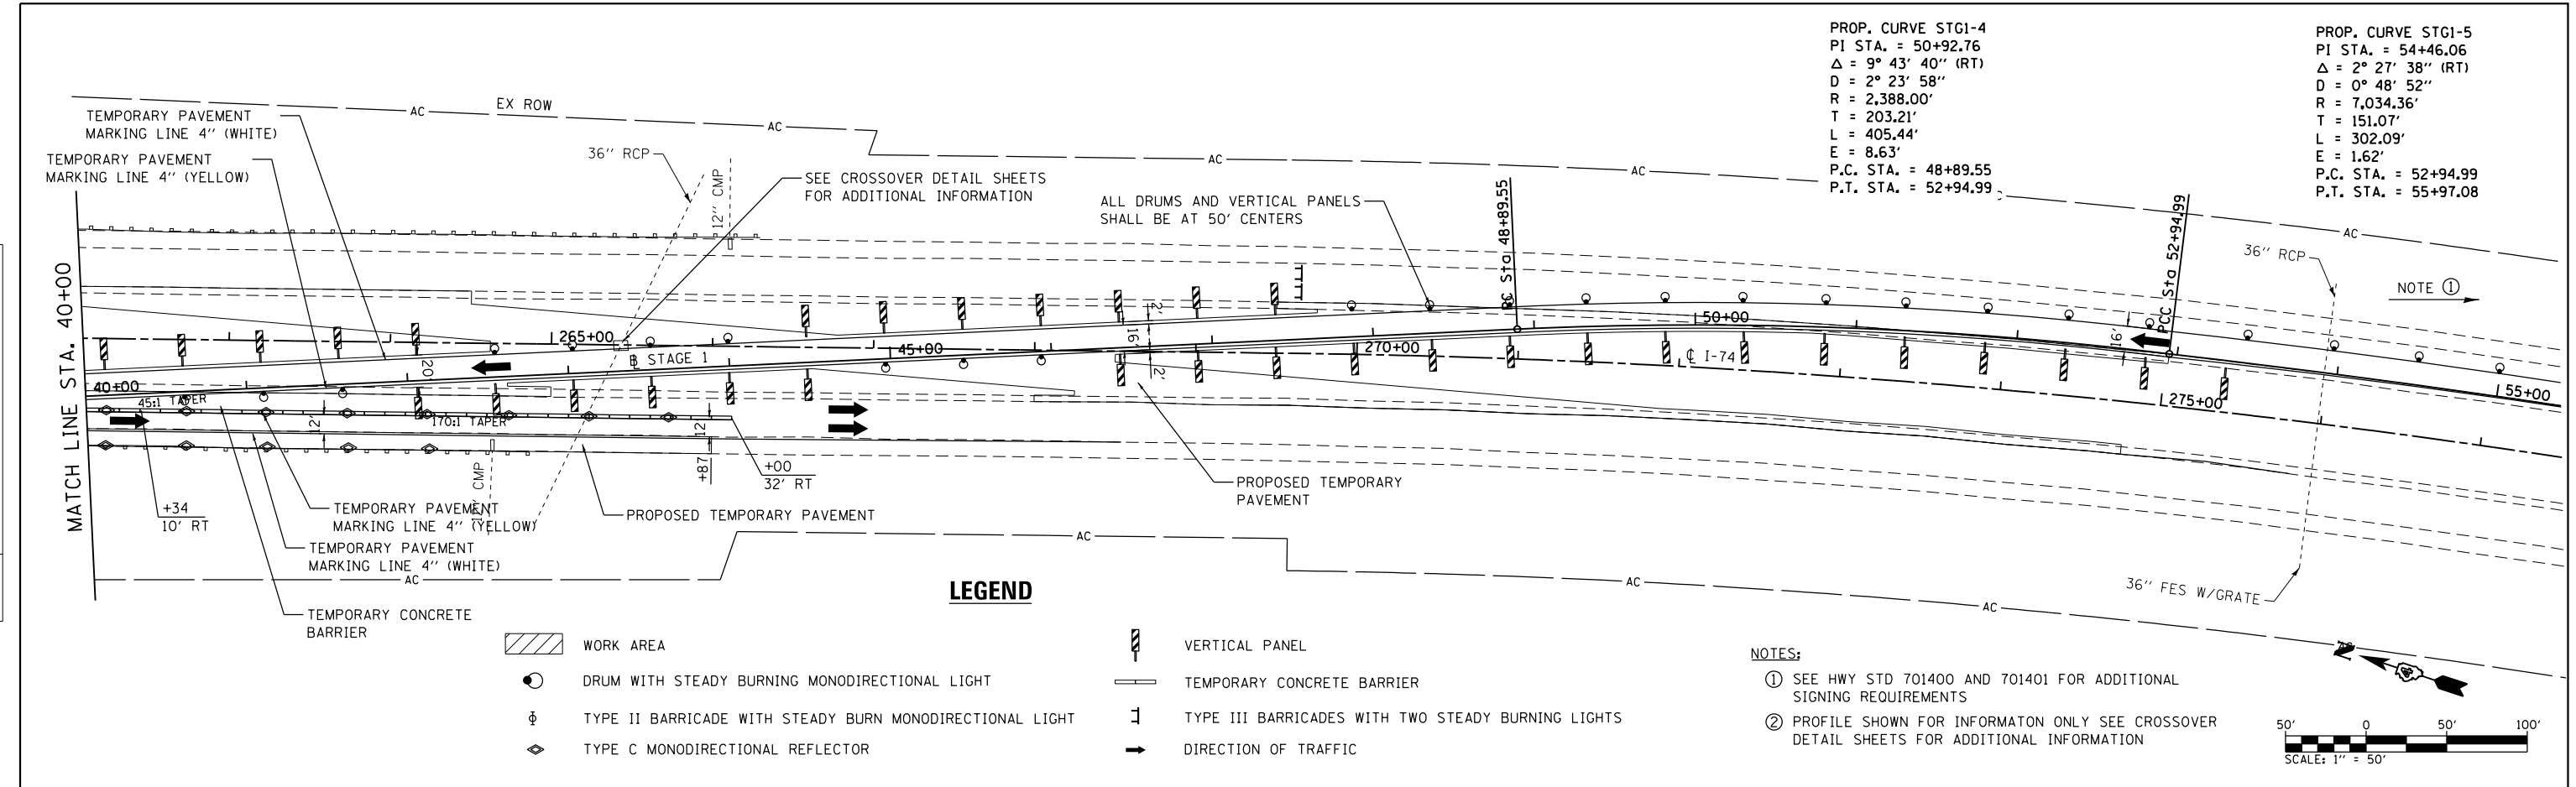 PROP. CURVE STG1-4
PI STA. = 50+92.76
Δ = 9° 43' 40" (RT)
D = 2° 23' 58"
R = 2,388.00'
T = 203.21'
L = 405.44'
E = 8.63'
P.C. STA. = 48+89.55
P.T. STA. = 52+94.99
PROP. CURVE STG1-5
PI STA. = 54+46.06
Δ = 2° 27' 38" (RT)
D = 0° 48' 52"
R = 7,034.36'
T = 151.07'
L = 302.09'
E = 1.62'
P.C. STA. = 52+94.99
P.T. STA. = 55+97.08
AC
EX ROW
AC
AC
AC
AC
TEMPORARY PAVEMENT
MARKING LINE 4" (WHITE)
TEMPORARY PAVEMENT
MARKING LINE 4" (YELLOW)
36" RCP
12" CMP
SEE CROSSOVER DETAIL SHEETS
FOR ADDITIONAL INFORMATION
ALL DRUMS AND VERTICAL PANELS
SHALL BE AT 50' CENTERS
PC Sta 48+89.55
PCC Sta 52+94.99
36" RCP
NOTE ①
MATCH LINE STA. 40+00
40+00
45:1 TAPER
20'
265+00
℄ STAGE 1
45+00
2'
16'
2'
270+00
50+00
℄ I-74
16'
275+00
55+00
12'
170:1 TAPER
12'
+87
+00
32' RT
+34
10' RT
12" CMP
TEMPORARY PAVEMENT
MARKING LINE 4" (YELLOW)
TEMPORARY PAVEMENT
MARKING LINE 4" (WHITE)
TEMPORARY CONCRETE
BARRIER
PROPOSED TEMPORARY PAVEMENT
PROPOSED TEMPORARY
PAVEMENT
36" FES W/GRATE
AC
AC
AC
AC
LEGEND
WORK AREA
DRUM WITH STEADY BURNING MONODIRECTIONAL LIGHT
TYPE II BARRICADE WITH STEADY BURN MONODIRECTIONAL LIGHT
TYPE C MONODIRECTIONAL REFLECTOR
VERTICAL PANEL
TEMPORARY CONCRETE BARRIER
TYPE III BARRICADES WITH TWO STEADY BURNING LIGHTS
DIRECTION OF TRAFFIC
NOTES:
① SEE HWY STD 701400 AND 701401 FOR ADDITIONAL
SIGNING REQUIREMENTS
② PROFILE SHOWN FOR INFORMATON ONLY SEE CROSSOVER
DETAIL SHEETS FOR ADDITIONAL INFORMATION
50' 0 50' 100'
SCALE: 1" = 50'